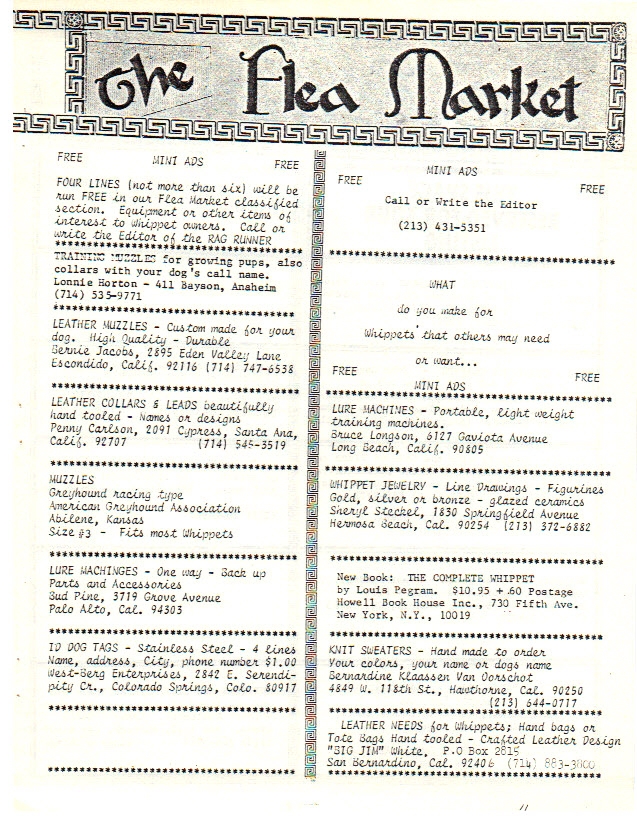 The Flea Market
FREE MINI ADS FREE
FOUR LINES (not more than six) will be
run FREE in our Flea Market classified
section. Equipment or other items of
interest to Whippet owners. Call or
write the Editor of the RAG RUNNER
TRAINING MUZZLES for growing pups, also
collars with your dog's call name.
Lonnie Horton - 411 Bayson, Anaheim
(714) 535-9771
LEATHER MUZZLES - Custom made for your
dog. High Quality - Durable
Bernie Jacobs, 2895 Eden Valley Lane
Escondido, Calif. 92116 (714) 747-6538
LEATHER COLLARS & LEADS beautifully
hand tooled - Names or designs
Penny Carlson, 2091 Cypress, Santa Ana,
Calif. 92707 (714) 545-3519
MUZZLES
Greyhound racing type
American Greyhound Association
Abilene, Kansas
Size #3 - Fits most Whippets
LURE MACHINGES - One way - Back up
Parts and Accessories
Bud Pine, 3719 Grove Avenue
Palo Alto, Cal. 94303
ID DOG TAGS - Stainless Steel - 4 lines
Name, address, City, phone number $1.00
West-Berg Enterprises, 2842 E. Serendi-
pity Cr., Colorado Springs, Colo. 80917
MINI ADS
FREE FREE
Call or Write the Editor
(213) 431-5351
WHAT
do you make for
Whippets that others may need
or want...
FREE FREE
MINI ADS
LURE MACHINES - Portable, light weight
training machines.
Bruce Longson, 6127 Gaviota Avenue
Long Beach, Calif. 90805
WHIPPET JEWELRY - Line Drawings - Figurines
Gold, silver or bronze - glazed ceramics
Sheryl Steckel, 1830 Springfield Avenue
Hermosa Beach, Cal. 90254 (213) 372-6882
New Book: THE COMPLETE WHIPPET
by Louis Pegram. $10.95 +.60 Postage
Howell Book House Inc., 730 Fifth Ave.
New York, N.Y., 10019
KNIT SWEATERS - Hand made to order
Your colors, your name or dogs name
Bernardine Klaassen Van Oorschot
4849 W. 118th St., Hawthorne, Cal. 90250
(213) 644-0717
LEATHER NEEDS for Whippets; Hand bags or
Tote Bags Hand tooled - Crafted Leather Design
"BIG JIM" White, P.O Box 2815
San Bernardino, Cal. 92406 (714) 883-3800
11